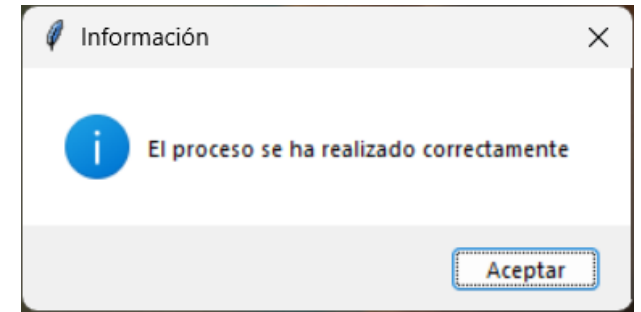 Información
El proceso se ha realizado correctamente
Aceptar